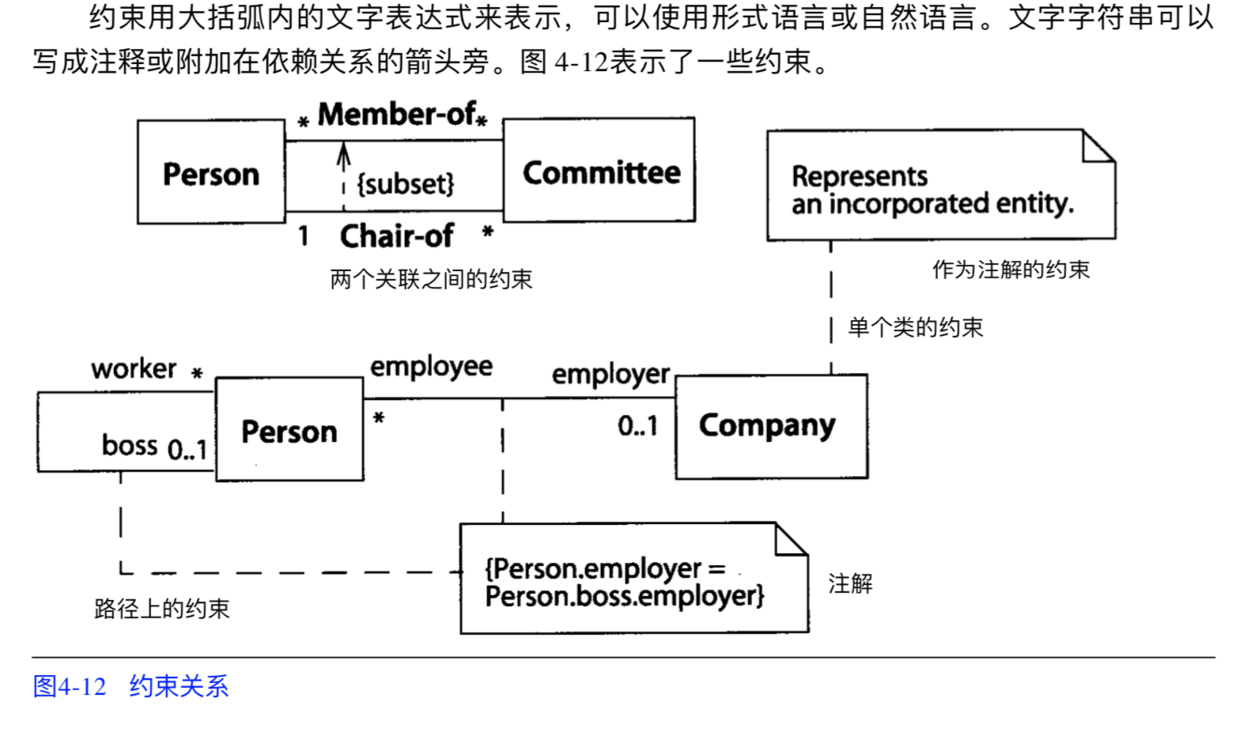 约束用大括弧内的文字表达式来表示，可以使用形式语言或自然语言。文字字符串可以
写成注释或附加在依赖关系的箭头旁。图 4-12表示了一些约束。
* Member-of *
Person
{subset}
Committee
1 Chair-of *
两个关联之间的约束
Represents
an incorporated entity.
作为注解的约束
单个类的约束
worker *
boss 0..1
Person
employee
*
employer
0..1
Company
{Person.employer =
Person.boss.employer}
注解
路径上的约束
图4-12 约束关系